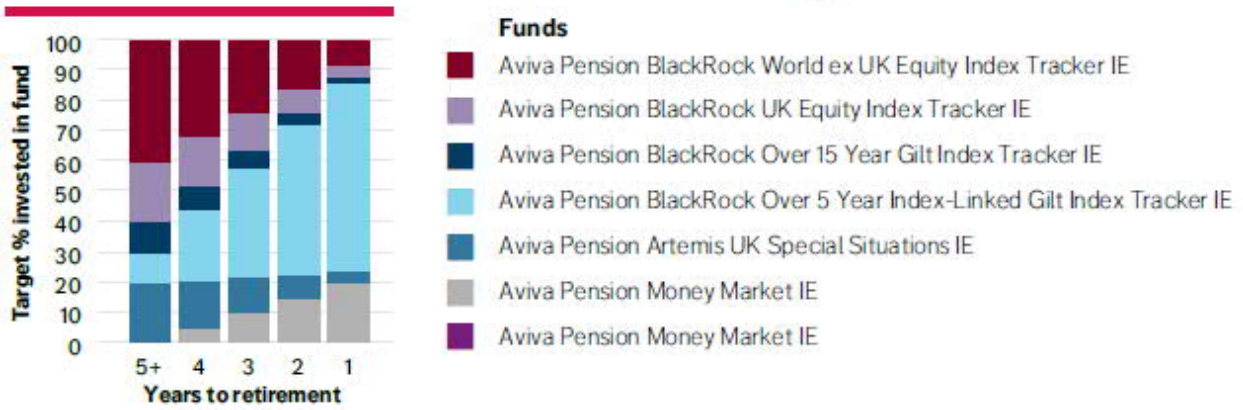 Funds
Aviva Pension BlackRock World ex UK Equity Index Tracker IE
Aviva Pension BlackRock UK Equity Index Tracker IE
Aviva Pension BlackRock Over 15 Year Gilt Index Tracker IE
Aviva Pension BlackRock Over 5 Year Index-Linked Gilt Index Tracker IE
Aviva Pension Artemis UK Special Situations IE
Aviva Pension Money Market IE
Aviva Pension Money Market IE
Target % invested in fund
100
90
80
70
60
50
40
30
20
10
0
5+ 4 3 2 1
Years to retirement